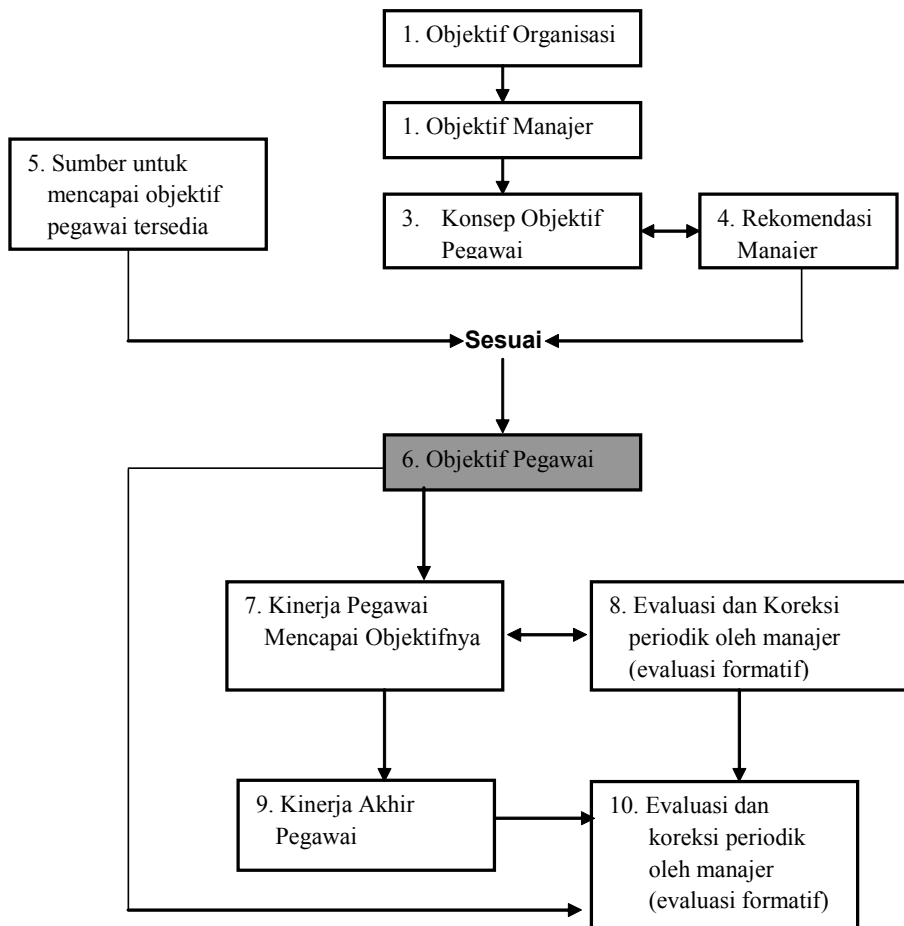 1. Objektif Organisasi
1. Objektif Manajer
5. Sumber untuk
mencapai objektif
pegawai tersedia
3. Konsep Objektif
Pegawai
4. Rekomendasi
Manajer
Sesuai
6. Objektif Pegawai
7. Kinerja Pegawai
Mencapai Objektifnya
8. Evaluasi dan Koreksi
periodik oleh manajer
(evaluasi formatif)
9. Kinerja Akhir
Pegawai
10. Evaluasi dan
koreksi periodik
oleh manajer
(evaluasi formatif)